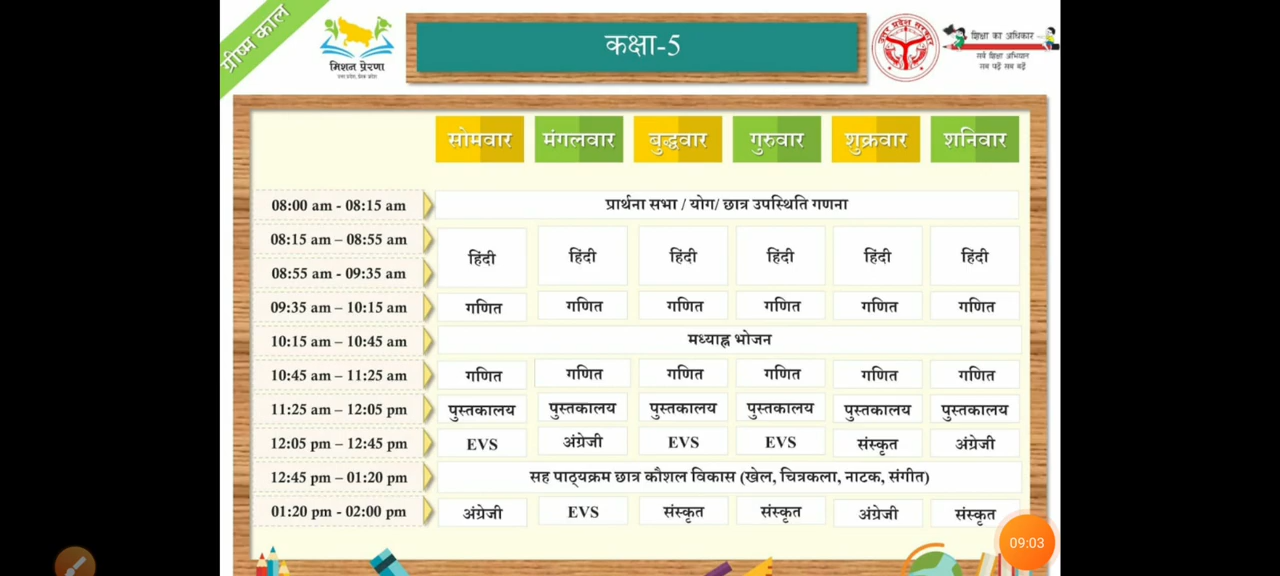 ग्रीष्म काल
मिशन प्रेरणा
कक्षा-5
उत्तर प्रदेश सरकार
शिक्षा का अधिकार
सर्व शिक्षा अभियान
सब पढ़ें सब बढ़ें
सोमवार मंगलवार बुद्धवार गुरुवार शुक्रवार शनिवार
08:00 am - 08:15 am प्रार्थना सभा / योग/ छात्र उपस्थिति गणना
08:15 am – 08:55 am
हिंदी हिंदी हिंदी हिंदी हिंदी हिंदी
08:55 am - 09:35 am
09:35 am – 10:15 am गणित गणित गणित गणित गणित गणित
10:15 am – 10:45 am मध्याह्न भोजन
10:45 am – 11:25 am गणित गणित गणित गणित गणित गणित
11:25 am – 12:05 pm पुस्तकालय पुस्तकालय पुस्तकालय पुस्तकालय पुस्तकालय पुस्तकालय
12:05 pm – 12:45 pm EVS अंग्रेजी EVS EVS संस्कृत अंग्रेजी
12:45 pm – 01:20 pm सह पाठ्यक्रम छात्र कौशल विकास (खेल, चित्रकला, नाटक, संगीत)
01:20 pm - 02:00 pm अंग्रेजी EVS संस्कृत संस्कृत अंग्रेजी संस्कृत
09:03